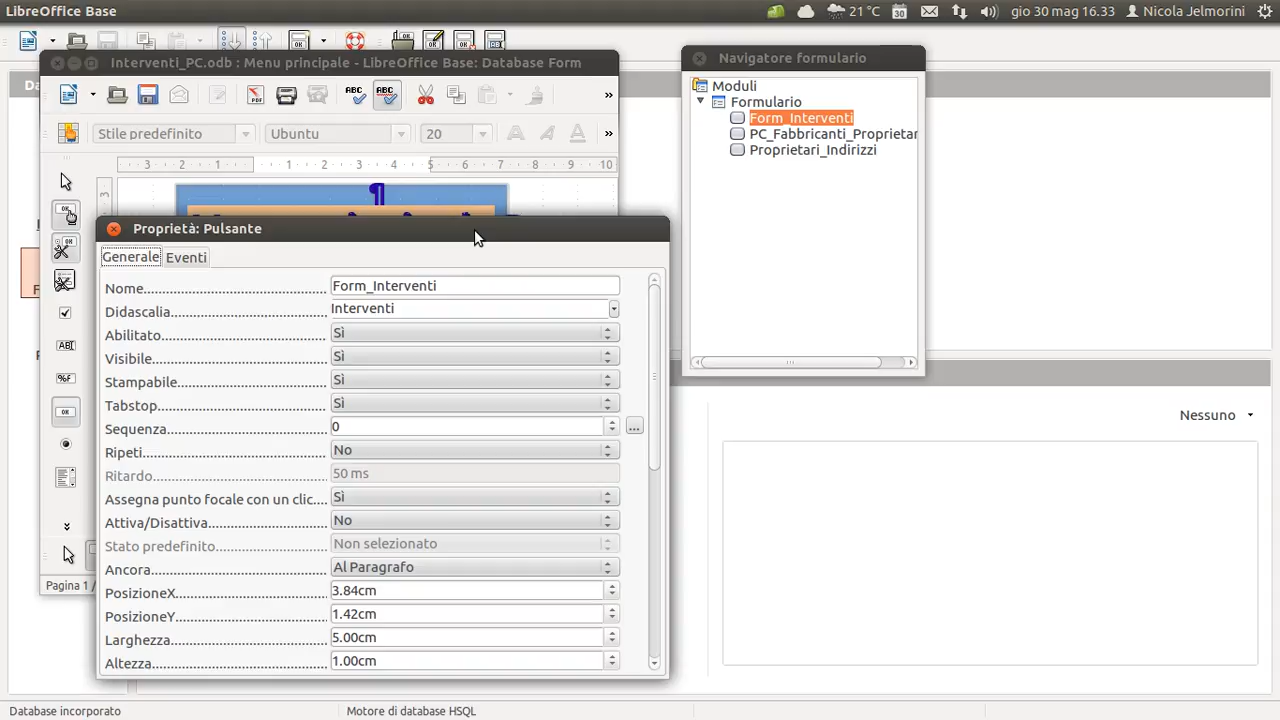 LibreOffice Base
21 °C
gio 30 mag 16.33
Nicola Jelmorini
Interventi_PC.odb : Menu principale - LibreOffice Base: Database Form
Stile predefinito
Ubuntu
20
3 2 1 1 2 3 4 5 6 7 8 9 10
Navigatore formulario
Moduli
Formulario
Form_Interventi
PC_Fabbricanti_Proprietar
Proprietari_Indirizzi
Proprietà: Pulsante
Generale
Eventi
Nome
Form_Interventi
Didascalia
Interventi
Abilitato
Sì
Visibile
Sì
Stampabile
Sì
Tabstop
Sì
Sequenza
0
...
Ripeti
No
Ritardo
50 ms
Assegna punto focale con un clic
Sì
Attiva/Disattiva
No
Stato predefinito
Non selezionato
Ancora
Al Paragrafo
PosizioneX
3.84cm
PosizioneY
1.42cm
Larghezza
5.00cm
Altezza
1.00cm
Nessuno
Pagina 1 /
Database incorporato
Motore di database HSQL